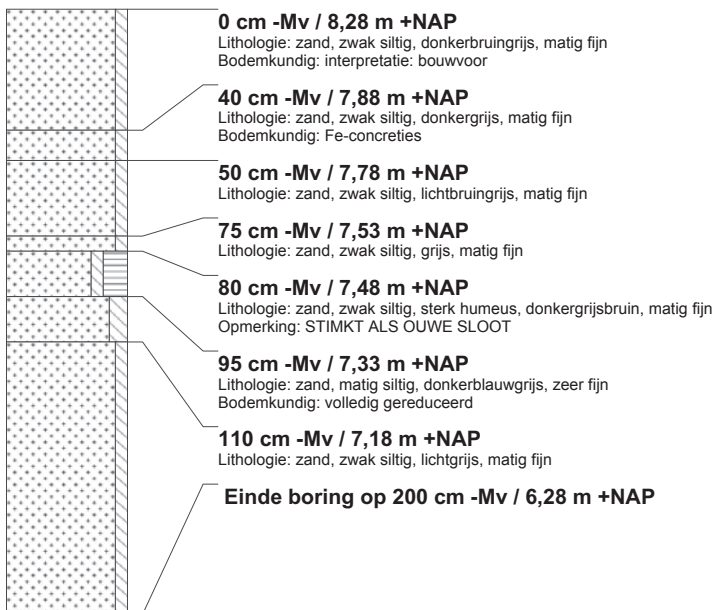 0 cm -Mv / 8,28 m +NAP
Lithologie: zand, zwak siltig, donkerbruingrijs, matig fijn
Bodemkundig: interpretatie: bouwvoor
40 cm -Mv / 7,88 m +NAP
Lithologie: zand, zwak siltig, donkergrijs, matig fijn
Bodemkundig: Fe-concreties
50 cm -Mv / 7,78 m +NAP
Lithologie: zand, zwak siltig, lichtbruingrijs, matig fijn
75 cm -Mv / 7,53 m +NAP
Lithologie: zand, zwak siltig, grijs, matig fijn
80 cm -Mv / 7,48 m +NAP
Lithologie: zand, zwak siltig, sterk humeus, donkergrijsbruin, matig fijn
Opmerking: STIMKT ALS OUWE SLOOT
95 cm -Mv / 7,33 m +NAP
Lithologie: zand, matig siltig, donkerblauwgrijs, zeer fijn
Bodemkundig: volledig gereduceerd
110 cm -Mv / 7,18 m +NAP
Lithologie: zand, zwak siltig, lichtgrijs, matig fijn
Einde boring op 200 cm -Mv / 6,28 m +NAP